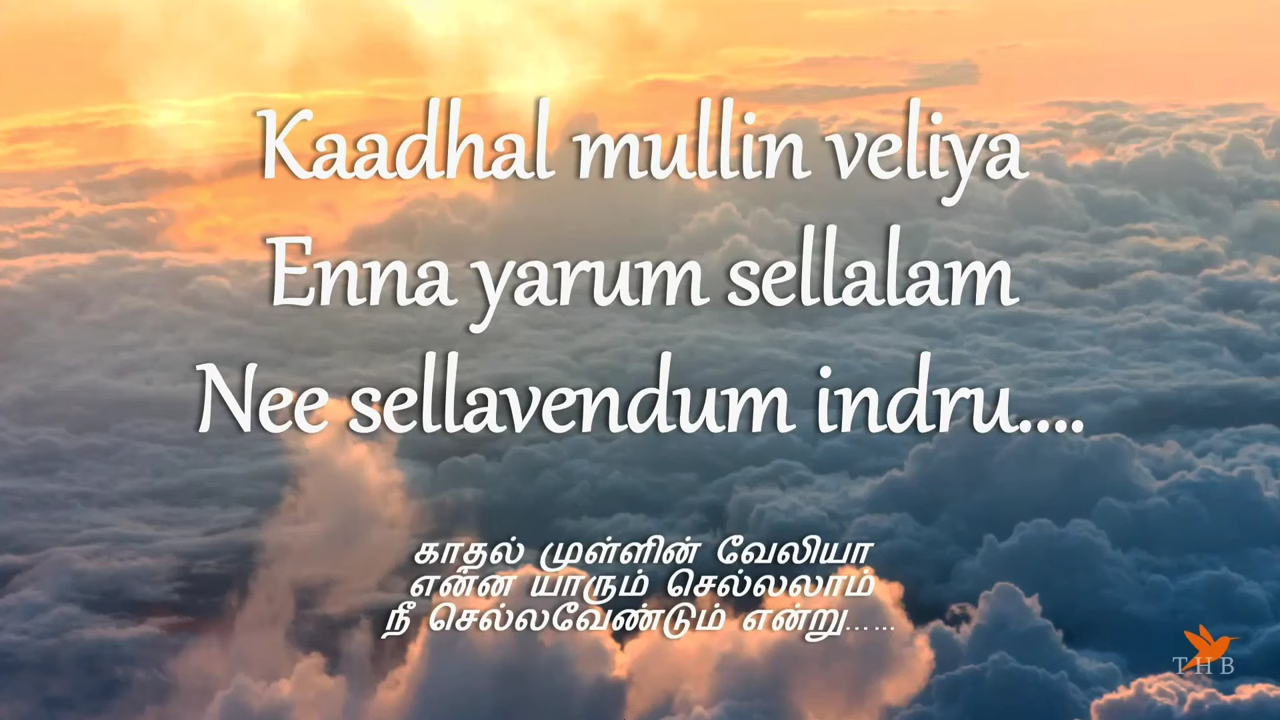 Kaadhal mullin veliya
Enna yarum sellalam
Nee sellavendum indru....
காதல் முள்ளின் வேலியா
என்ன யாரும் செல்லலாம்
நீ செல்லவேண்டும் என்று......
THB